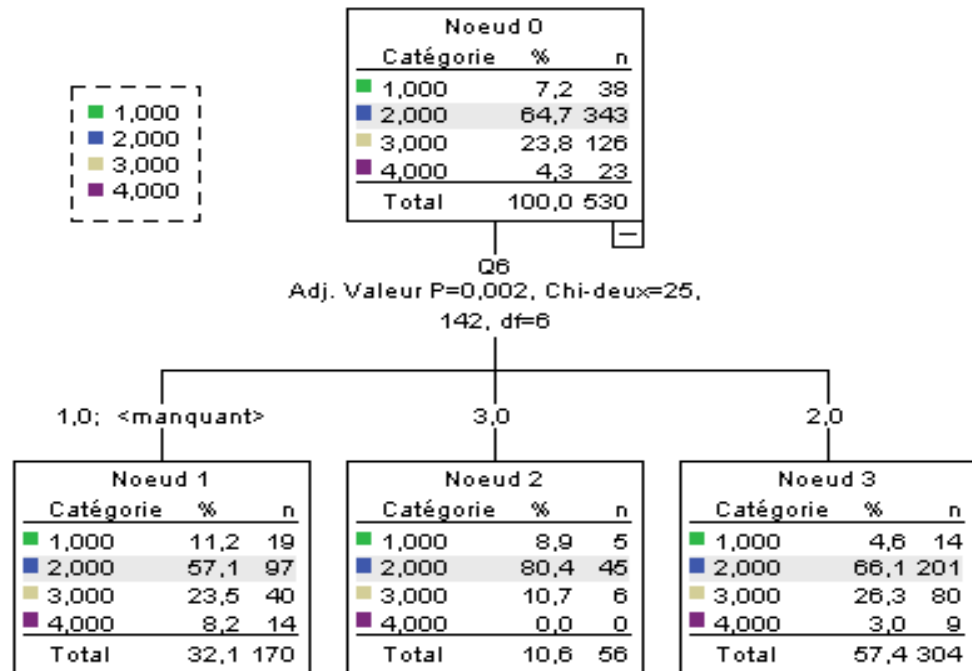 Noeud 0
Catégorie % n
1,000 7,2 38
2,000 64,7 343
3,000 23,8 126
4,000 4,3 23
Total 100,0 530
1,000
2,000
3,000
4,000
Q6
Adj. Valeur P=0,002, Chi-deux=25,
142, df=6
1,0; <manquant>
3,0
2,0
Noeud 1
Catégorie % n
1,000 11,2 19
2,000 57,1 97
3,000 23,5 40
4,000 8,2 14
Total 32,1 170
Noeud 2
Catégorie % n
1,000 8,9 5
2,000 80,4 45
3,000 10,7 6
4,000 0,0 0
Total 10,6 56
Noeud 3
Catégorie % n
1,000 4,6 14
2,000 66,1 201
3,000 26,3 80
4,000 3,0 9
Total 57,4 304